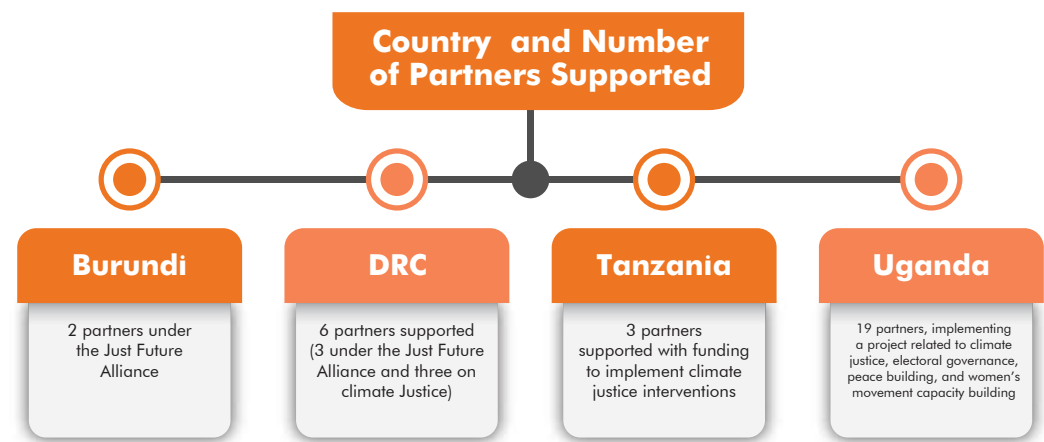 Country and Number
of Partners Supported
Burundi
2 partners under
the Just Future
Alliance
DRC
6 partners supported
(3 under the Just Future
Alliance and three on
climate Justice)
Tanzania
3 partners
supported with funding
to implement climate
justice interventions
Uganda
19 partners, implementing
a project related to climate
justice, electoral governance,
peace building, and women’s
movement capacity building